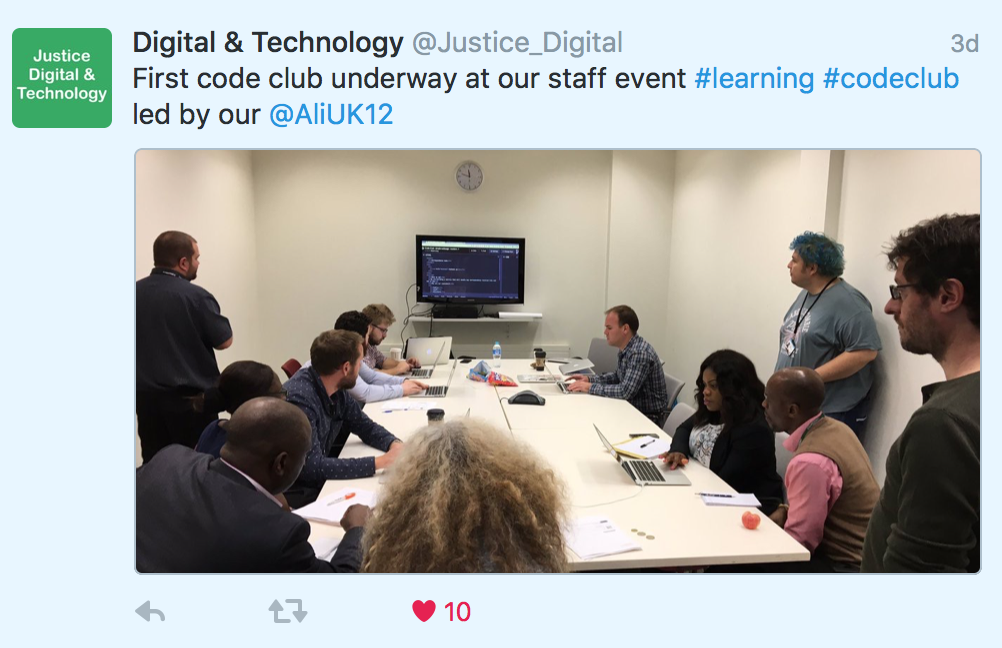 Justice
Digital &
Technology
Digital & Technology @Justice_Digital 3d
First code club underway at our staff event #learning #codeclub
led by our @AliUK12
10